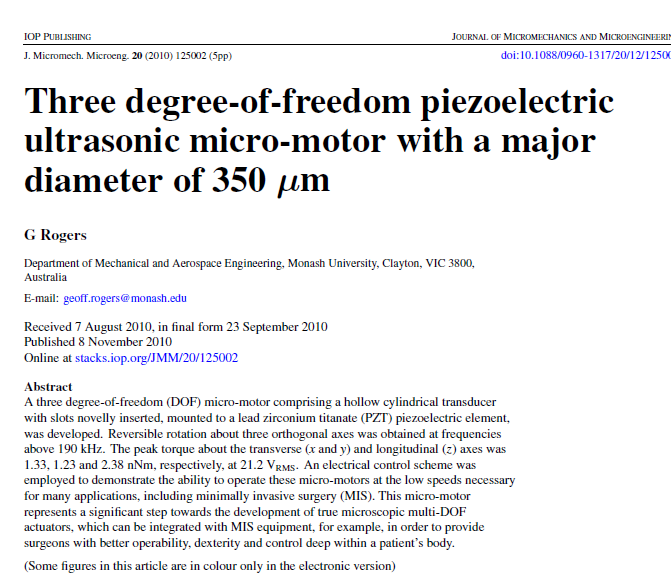 IOP PUBLISHING
JOURNAL OF MICROMECHANICS AND MICROENGINEERIN
J. Micromech. Microeng. 20 (2010) 125002 (5pp)
doi:10.1088/0960-1317/20/12/12500
Three degree-of-freedom piezoelectric
ultrasonic micro-motor with a major
diameter of 350 μm
G Rogers
Department of Mechanical and Aerospace Engineering, Monash University, Clayton, VIC 3800,
Australia
E-mail: geoff.rogers@monash.edu
Received 7 August 2010, in final form 23 September 2010
Published 8 November 2010
Online at stacks.iop.org/JMM/20/125002
Abstract
A three degree-of-freedom (DOF) micro-motor comprising a hollow cylindrical transducer
with slots novelly inserted, mounted to a lead zirconium titanate (PZT) piezoelectric element,
was developed. Reversible rotation about three orthogonal axes was obtained at frequencies
above 190 kHz. The peak torque about the transverse (x and y) and longitudinal (z) axes was
1.33, 1.23 and 2.38 nNm, respectively, at 21.2 VRMS. An electrical control scheme was
employed to demonstrate the ability to operate these micro-motors at the low speeds necessary
for many applications, including minimally invasive surgery (MIS). This micro-motor
represents a significant step towards the development of true microscopic multi-DOF
actuators, which can be integrated with MIS equipment, for example, in order to provide
surgeons with better operability, dexterity and control deep within a patient's body.
(Some figures in this article are in colour only in the electronic version)